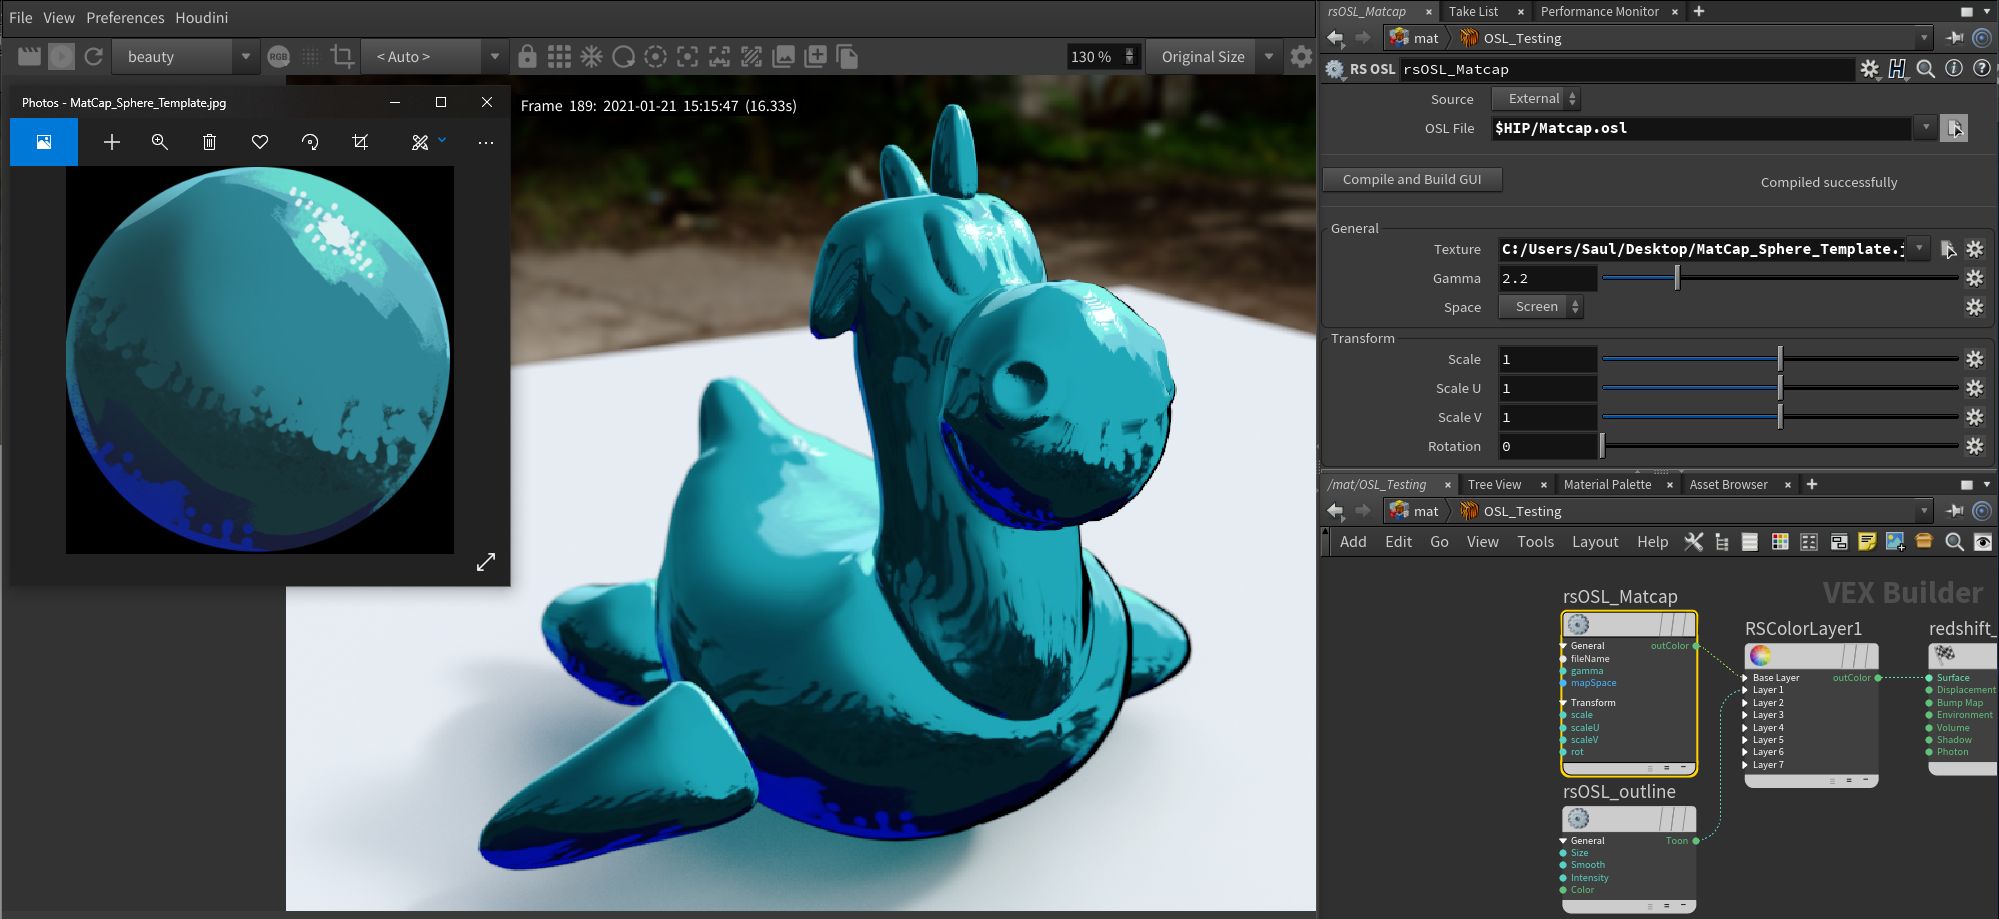 File View Preferences Houdini
beauty
RGB
< Auto >
130 %
Original Size
Photos - MatCap_Sphere_Template.jpg
Frame 189: 2021-01-21 15:15:47 (16.33s)
rsOSL_Matcap
Take List
Performance Monitor
mat
OSL_Testing
RS OSL
rsOSL_Matcap
Source
External
OSL File
$HIP/Matcap.osl
Compile and Build GUI
Compiled successfully
General
Texture
C:/Users/Saul/Desktop/MatCap_Sphere_Template.
Gamma
2.2
Space
Screen
Transform
Scale
1
Scale U
1
Scale V
1
Rotation
0
/mat/OSL_Testing
Tree View
Material Palette
Asset Browser
mat
OSL_Testing
Add Edit Go View Tools Layout Help
VEX Builder
rsOSL_Matcap
General
outColor
fileName
gamma
mapSpace
Transform
scale
scaleU
scaleV
rot
RSColorLayer1
Base Layer
outColor
Layer 1
Layer 2
Layer 3
Layer 4
Layer 5
Layer 6
Layer 7
redshift_
Surface
Displacement
Bump Map
Environment
Volume
Shadow
Photon
rsOSL_outline
General
Toon
Size
Smooth
Intensity
Color